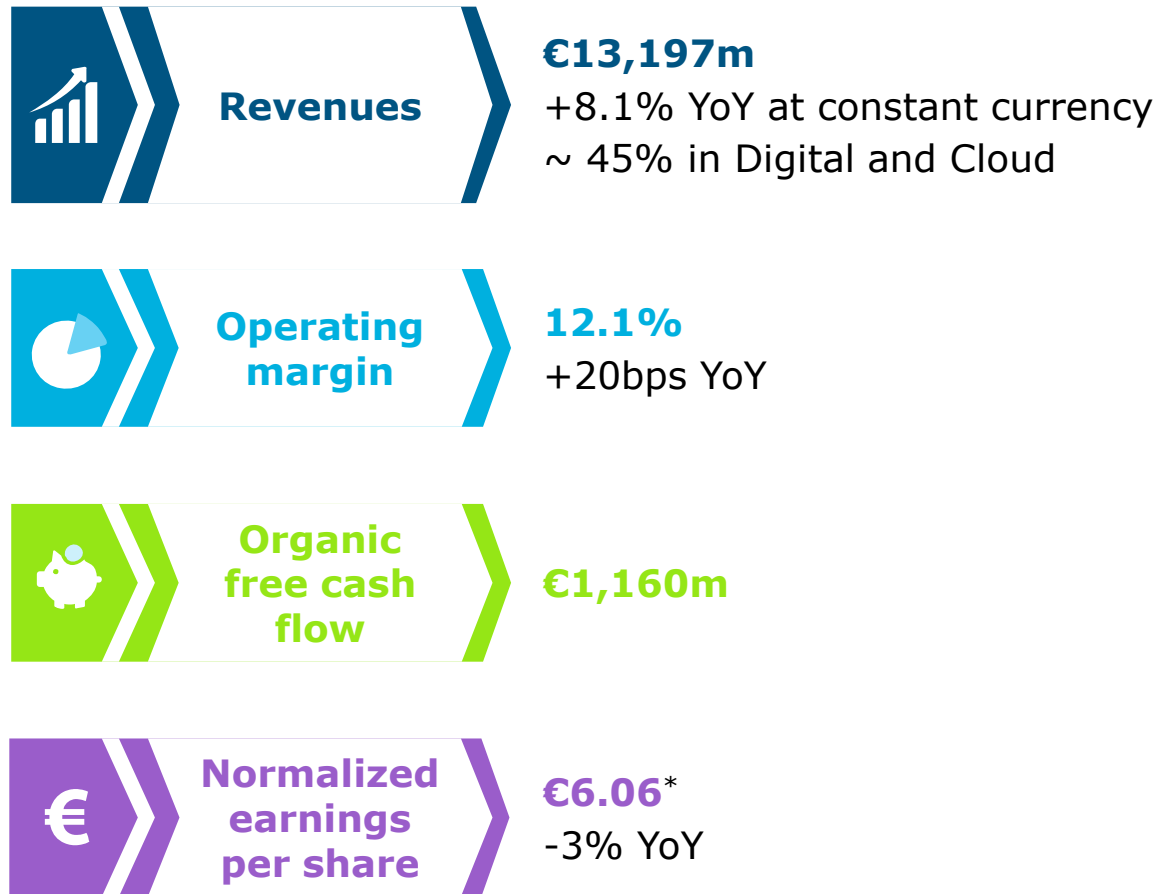 Revenues
€13,197m
+8.1% YoY at constant currency
~ 45% in Digital and Cloud
Operating
margin
12.1%
+20bps YoY
Organic
free cash
flow
€1,160m
€
Normalized
earnings
per share
€6.06*
-3% YoY